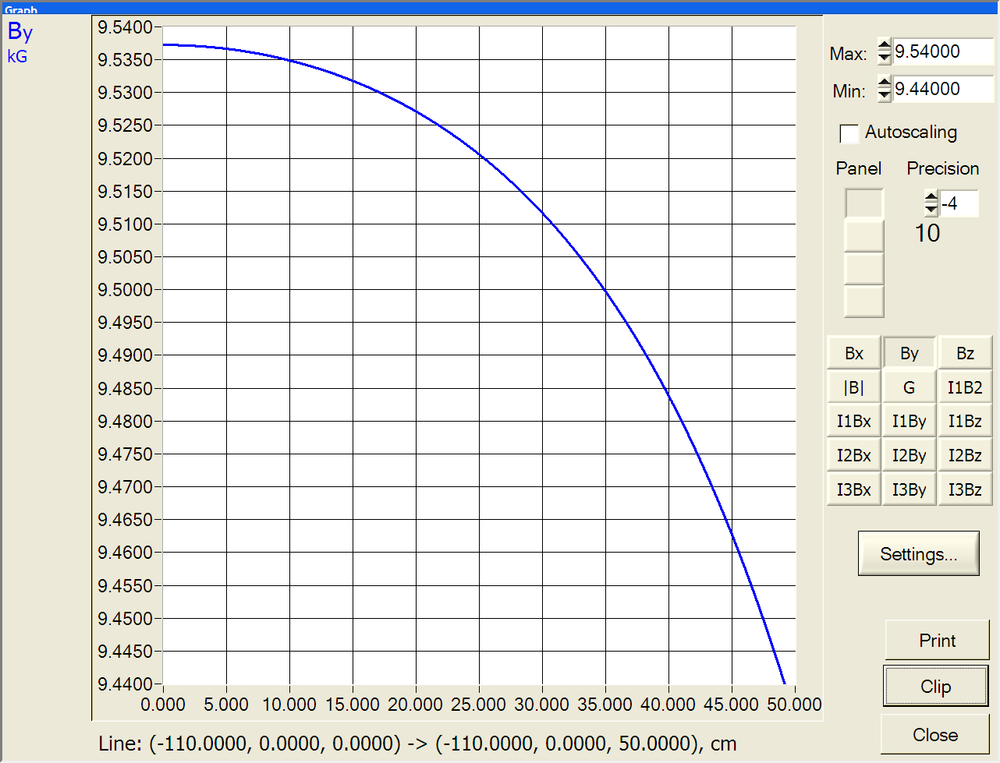 Graph
By
kG
9.5400
9.5350
9.5300
9.5250
9.5200
9.5150
9.5100
9.5050
9.5000
9.4950
9.4900
9.4850
9.4800
9.4750
9.4700
9.4650
9.4600
9.4550
9.4500
9.4450
9.4400
0.000 5.000 10.000 15.000 20.000 25.000 30.000 35.000 40.000 45.000 50.000
Line: (-110.0000, 0.0000, 0.0000) -> (-110.0000, 0.0000, 50.0000), cm
Max: 9.54000
Min: 9.44000
Autoscaling
Panel Precision
-4
10
Bx By Bz
|B| G I1B2
I1Bx I1By I1Bz
I2Bx I2By I2Bz
I3Bx I3By I3Bz
Settings...
Print
Clip
Close